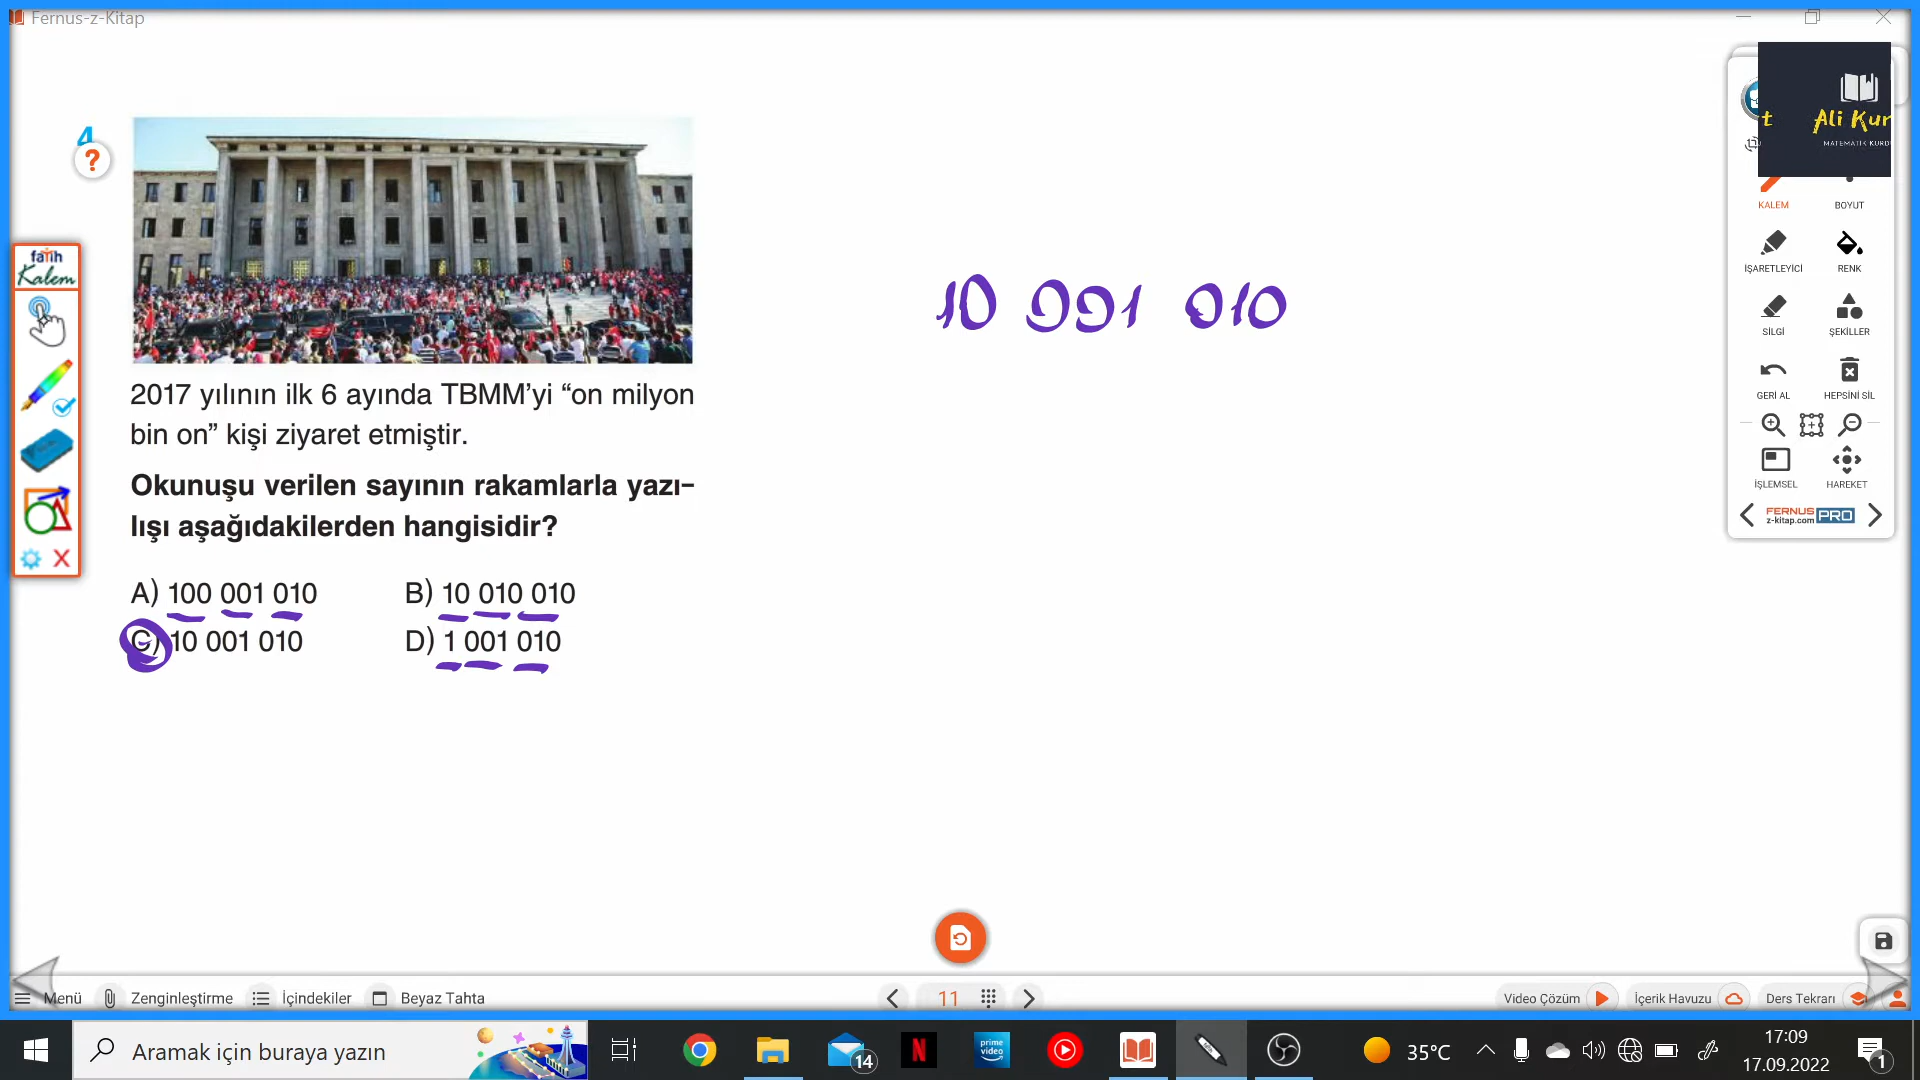 Fernus-z-Kitap
4
?
10 001 010
Ali Kur
t
MATEMATİK KURD
KALEM
BOYUT
İŞARETLEYİCİ
RENK
SİLGİ
ŞEKİLLER
GERİ AL
HEPSİNİ SİL
İŞLEMSEL
HAREKET
FERNUS
z-kitap.com PRO
fatih
Kalem
2017 yılının ilk 6 ayında TBMM’yi “on milyon
bin on” kişi ziyaret etmiştir.
Okunuşu verilen sayının rakamlarla yazı–
lışı aşağıdakilerden hangisidir?
A) 100 001 010
B) 10 010 010
C) 10 001 010
D) 1 001 010
Menü
Zenginleştirme
İçindekiler
Beyaz Tahta
11
Video Çözüm
İçerik Havuzu
Ders Tekrarı
Aramak için buraya yazın
14
N
prime
video
35°C
17:09
17.09.2022
1